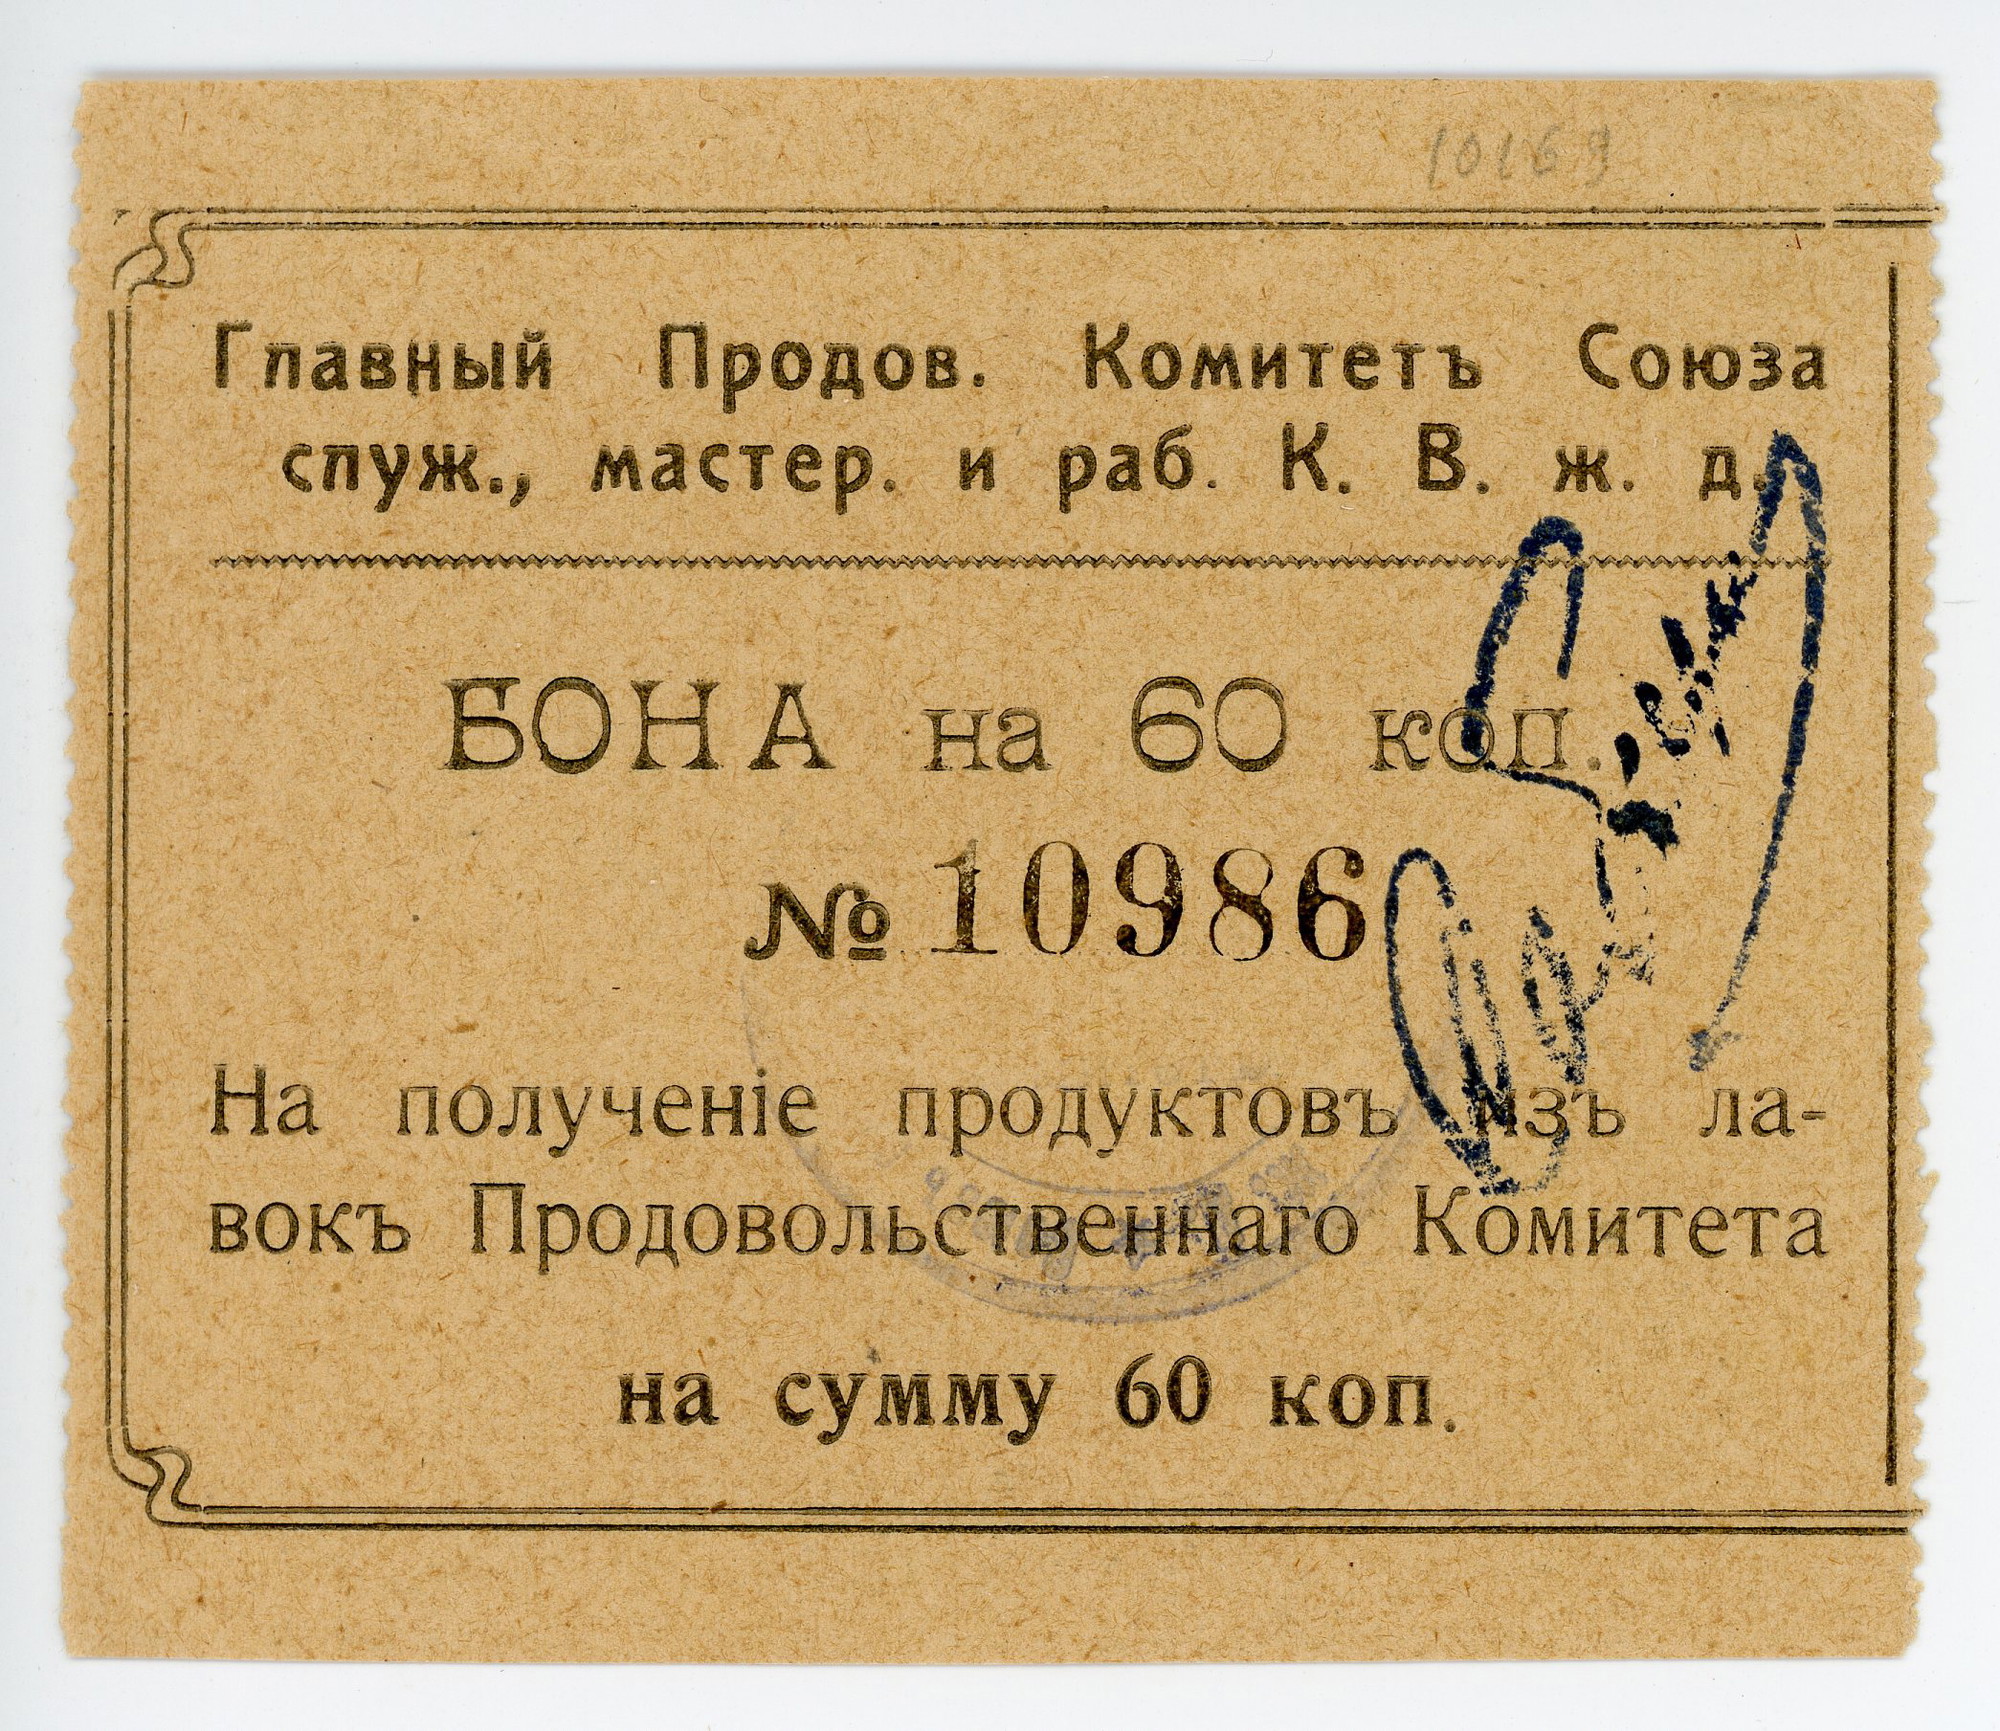 10169
Главный Продов. Комитетъ Союза
служ., мастер. и раб. К. В. ж. д.
БОНА на 60 коп.
№ 10986
На полученіе продуктовъ изъ ла-
вокъ Продовольственнаго Комитета
на сумму 60 коп.